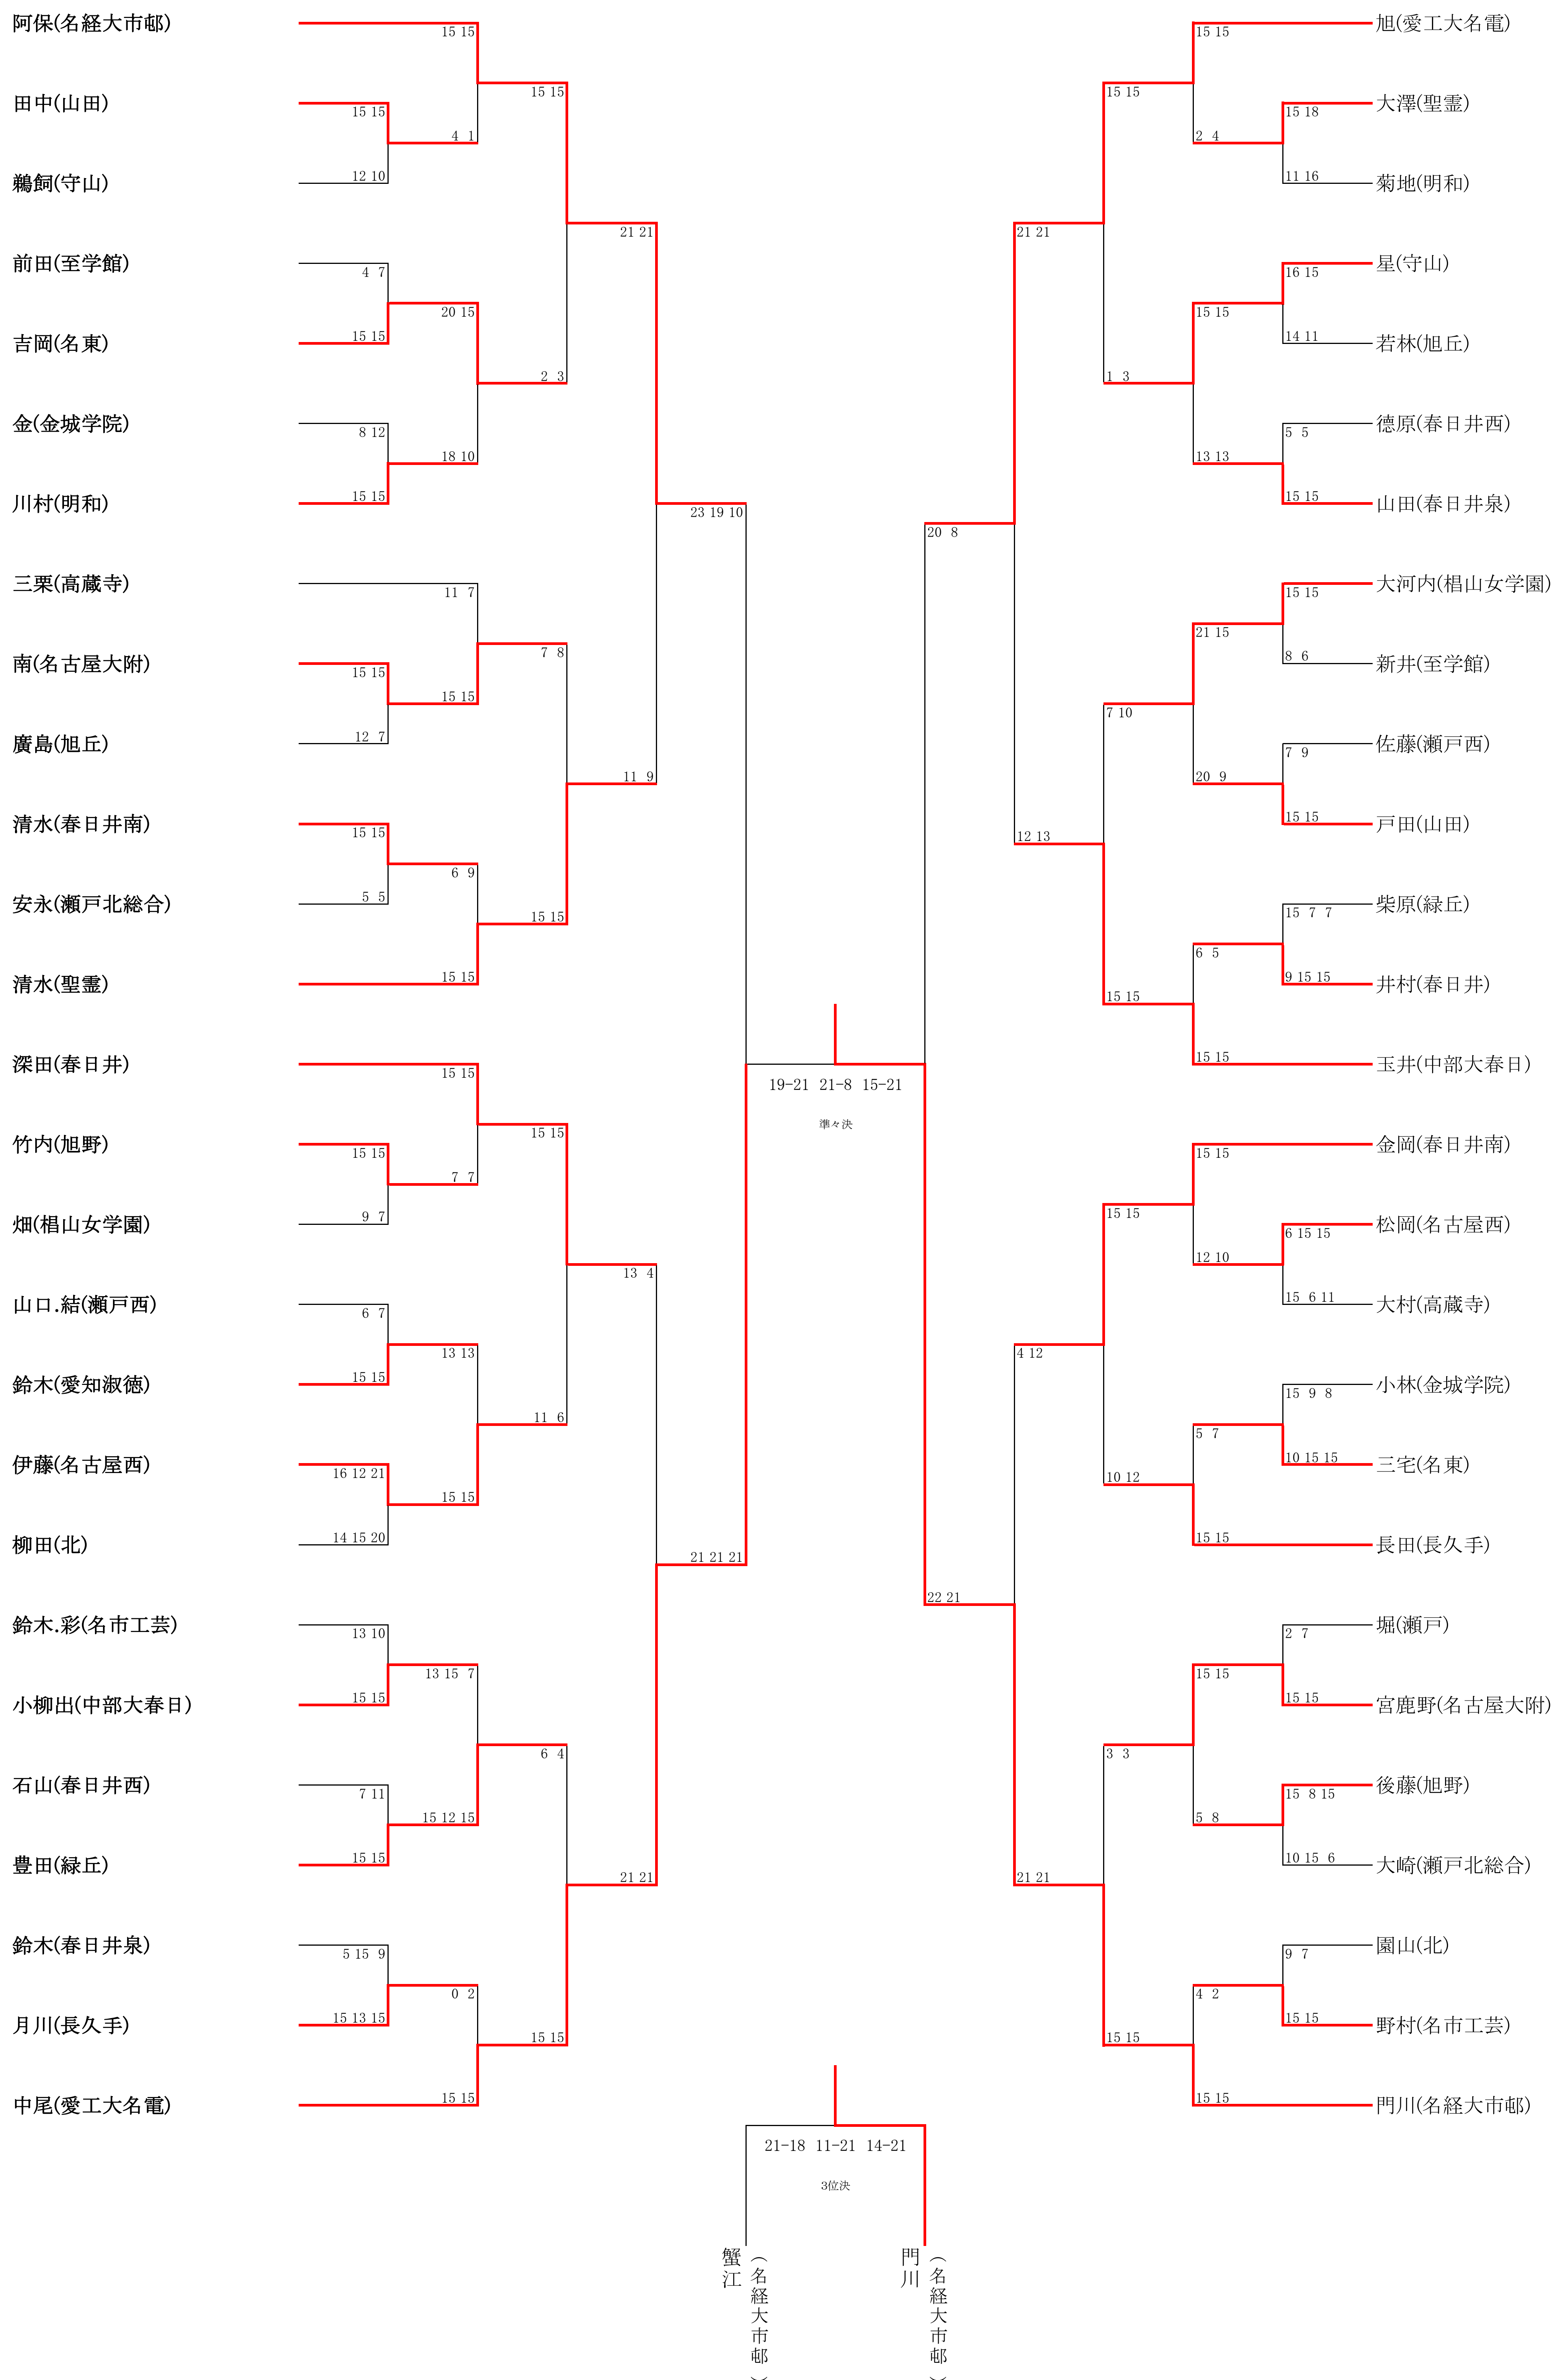 阿保(名経大市邨)
15 15
15 15
田中(山田)
15 15
4 1
鵜飼(守山)
12 10
21 21
前田(至学館)
4 7
20 15
吉岡(名東)
15 15
2 3
金(金城学院)
8 12
18 10
川村(明和)
15 15
23 19 10
三栗(高蔵寺)
11 7
7 8
南(名古屋大附)
15 15
15 15
廣島(旭丘)
12 7
11 9
清水(春日井南)
15 15
6 9
安永(瀬戸北総合)
5 5
15 15
清水(聖霊)
15 15
深田(春日井)
15 15
15 15
竹内(旭野)
15 15
7 7
畑(椙山女学園)
9 7
13 4
山口.結(瀬戸西)
6 7
13 13
鈴木(愛知淑徳)
15 15
11 6
伊藤(名古屋西)
16 12 21
15 15
柳田(北)
14 15 20
21 21 21
鈴木.彩(名市工芸)
13 10
13 15 7
小柳出(中部大春日)
15 15
6 4
石山(春日井西)
7 11
15 12 15
豊田(緑丘)
15 15
21 21
鈴木(春日井泉)
5 15 9
0 2
月川(長久手)
15 13 15
15 15
中尾(愛工大名電)
15 15
19-21 21-8 15-21
準々決
旭(愛工大名電)
15 15
15 15
大澤(聖霊)
15 18
2 4
菊地(明和)
11 16
21 21
星(守山)
16 15
15 15
若林(旭丘)
14 11
1 3
德原(春日井西)
5 5
13 13
山田(春日井泉)
15 15
20 8
大河内(椙山女学園)
15 15
21 15
新井(至学館)
8 6
7 10
佐藤(瀬戸西)
7 9
20 9
戸田(山田)
15 15
12 13
柴原(緑丘)
15 7 7
6 5
井村(春日井)
9 15 15
15 15
玉井(中部大春日)
15 15
金岡(春日井南)
15 15
15 15
松岡(名古屋西)
6 15 15
12 10
大村(高蔵寺)
15 6 11
4 12
小林(金城学院)
15 9 8
5 7
三宅(名東)
10 15 15
10 12
長田(長久手)
15 15
22 21
堀(瀬戸)
2 7
15 15
宮鹿野(名古屋大附)
15 15
3 3
後藤(旭野)
15 8 15
5 8
大崎(瀬戸北総合)
10 15 6
21 21
園山(北)
9 7
4 2
野村(名市工芸)
15 15
15 15
門川(名経大市邨)
15 15
21-18 11-21 14-21
3位決
蟹江
(名経大市邨)
門川
(名経大市邨)